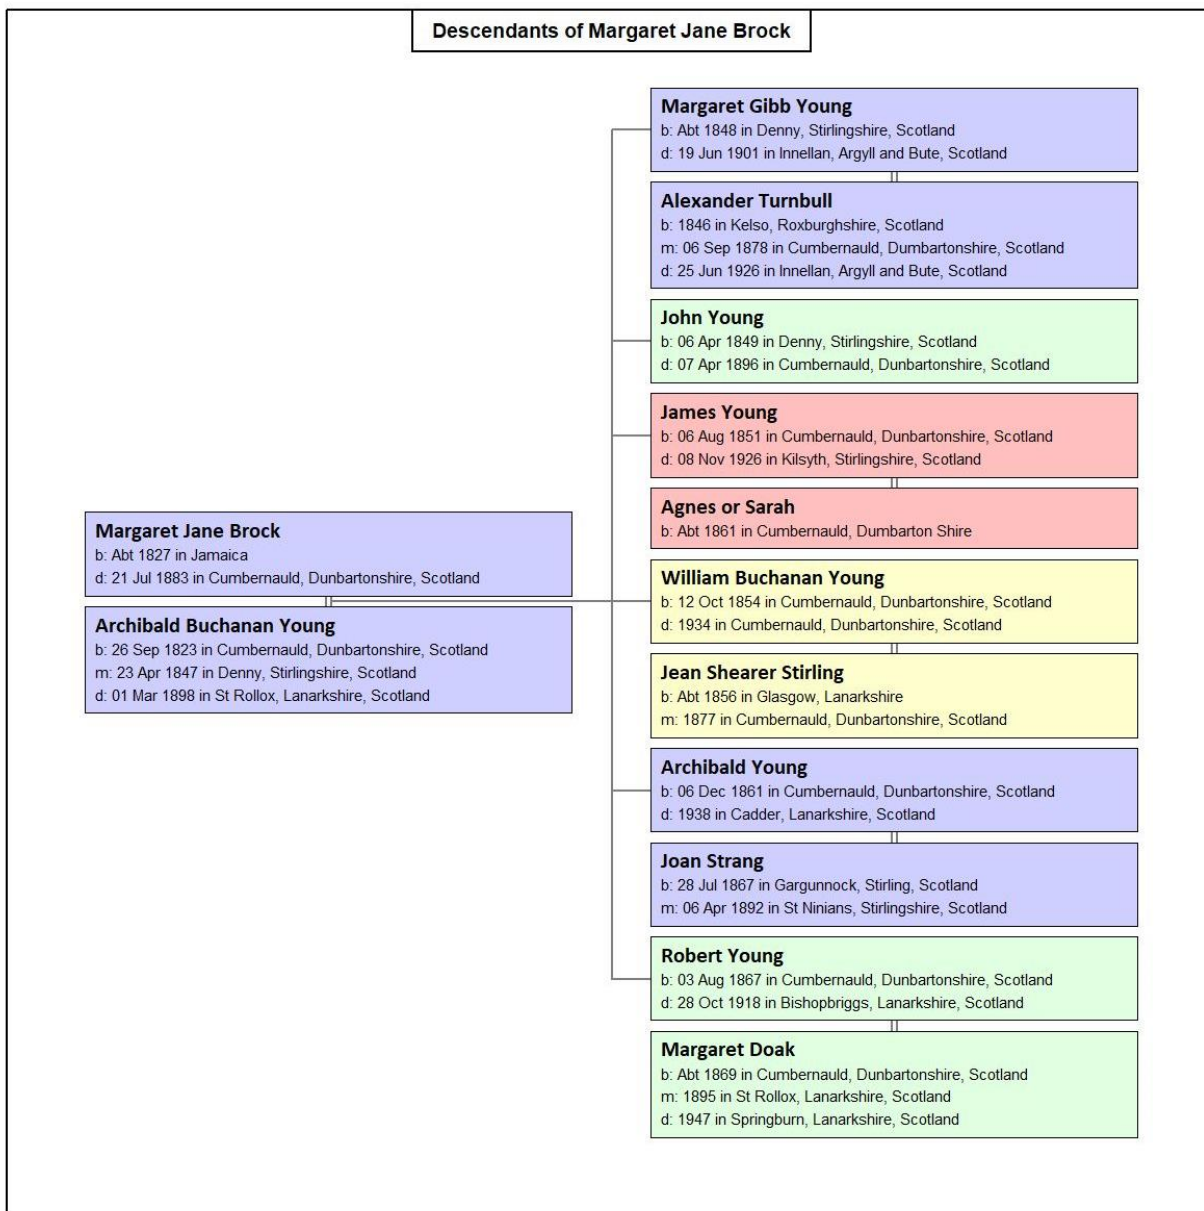 Descendants of Margaret Jane Brock
Margaret Gibb Young
b: Abt 1848 in Denny, Stirlingshire, Scotland
d: 19 Jun 1901 in Innellan, Argyll and Bute, Scotland
Alexander Turnbull
b: 1846 in Kelso, Roxburghshire, Scotland
m: 06 Sep 1878 in Cumbernauld, Dumbartonshire, Scotland
d: 25 Jun 1926 in Innellan, Argyll and Bute, Scotland
John Young
b: 06 Apr 1849 in Denny, Stirlingshire, Scotland
d: 07 Apr 1896 in Cumbernauld, Dunbartonshire, Scotland
James Young
b: 06 Aug 1851 in Cumbernauld, Dunbartonshire, Scotland
d: 08 Nov 1926 in Kilsyth, Stirlingshire, Scotland
Agnes or Sarah
b: Abt 1861 in Cumbernauld, Dumbarton Shire
Margaret Jane Brock
b: Abt 1827 in Jamaica
d: 21 Jul 1883 in Cumbernauld, Dunbartonshire, Scotland
Archibald Buchanan Young
b: 26 Sep 1823 in Cumbernauld, Dunbartonshire, Scotland
m: 23 Apr 1847 in Denny, Stirlingshire, Scotland
d: 01 Mar 1898 in St Rollox, Lanarkshire, Scotland
William Buchanan Young
b: 12 Oct 1854 in Cumbernauld, Dunbartonshire, Scotland
d: 1934 in Cumbernauld, Dunbartonshire, Scotland
Jean Shearer Stirling
b: Abt 1856 in Glasgow, Lanarkshire
m: 1877 in Cumbernauld, Dunbartonshire, Scotland
Archibald Young
b: 06 Dec 1861 in Cumbernauld, Dunbartonshire, Scotland
d: 1938 in Cadder, Lanarkshire, Scotland
Joan Strang
b: 28 Jul 1867 in Gargunnock, Stirling, Scotland
m: 06 Apr 1892 in St Ninians, Stirlingshire, Scotland
Robert Young
b: 03 Aug 1867 in Cumbernauld, Dunbartonshire, Scotland
d: 28 Oct 1918 in Bishopbriggs, Lanarkshire, Scotland
Margaret Doak
b: Abt 1869 in Cumbernauld, Dunbartonshire, Scotland
m: 1895 in St Rollox, Lanarkshire, Scotland
d: 1947 in Springburn, Lanarkshire, Scotland